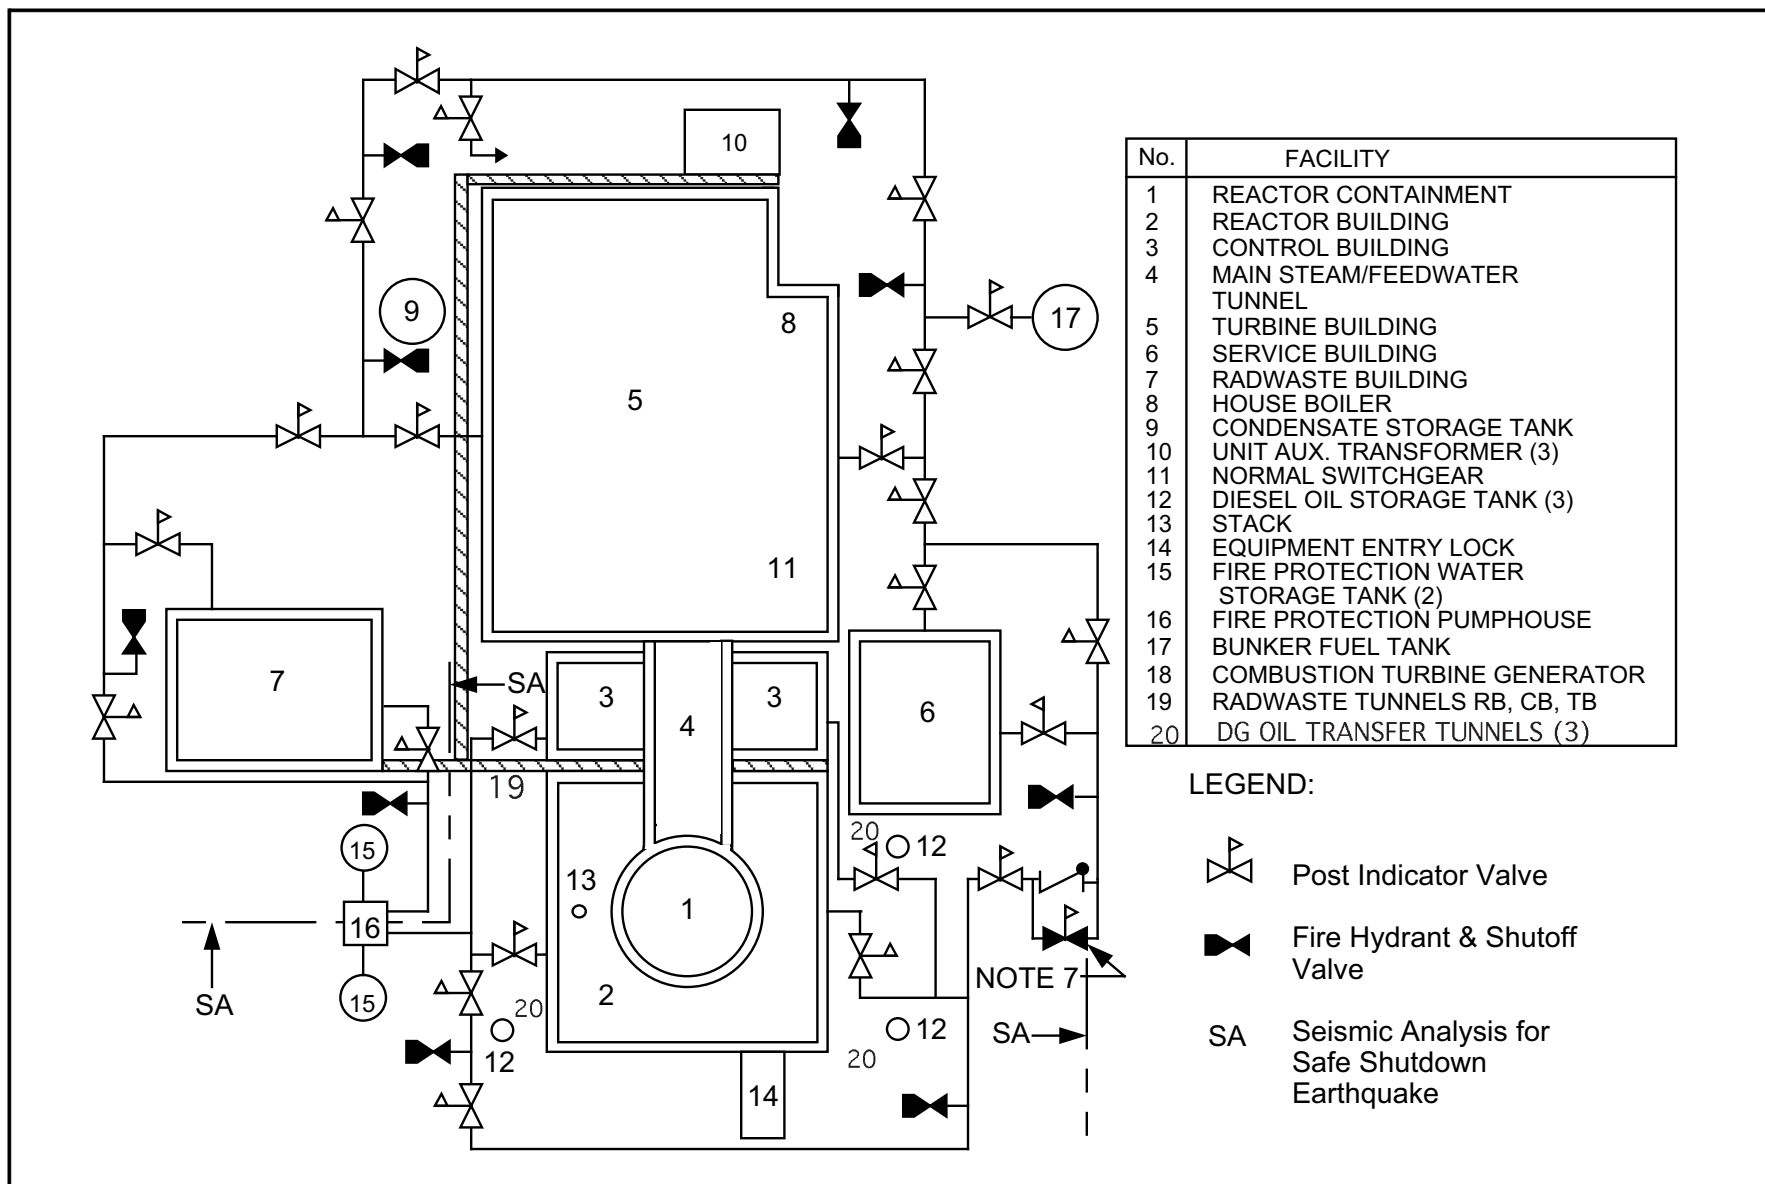 10
9
8
17
5
11
7
SA
3
3
4
6
19
20
12
15
13
1
16
NOTE 7
2
15
SA
20
12
12
20
SA
14
No. FACILITY
1 REACTOR CONTAINMENT
2 REACTOR BUILDING
3 CONTROL BUILDING
4 MAIN STEAM/FEEDWATER
TUNNEL
5 TURBINE BUILDING
6 SERVICE BUILDING
7 RADWASTE BUILDING
8 HOUSE BOILER
9 CONDENSATE STORAGE TANK
10 UNIT AUX. TRANSFORMER (3)
11 NORMAL SWITCHGEAR
12 DIESEL OIL STORAGE TANK (3)
13 STACK
14 EQUIPMENT ENTRY LOCK
15 FIRE PROTECTION WATER
STORAGE TANK (2)
16 FIRE PROTECTION PUMPHOUSE
17 BUNKER FUEL TANK
18 COMBUSTION TURBINE GENERATOR
19 RADWASTE TUNNELS RB, CB, TB
20 DG OIL TRANSFER TUNNELS (3)
LEGEND:
Post Indicator Valve
Fire Hydrant & Shutoff
Valve
SA Seismic Analysis for
Safe Shutdown
Earthquake